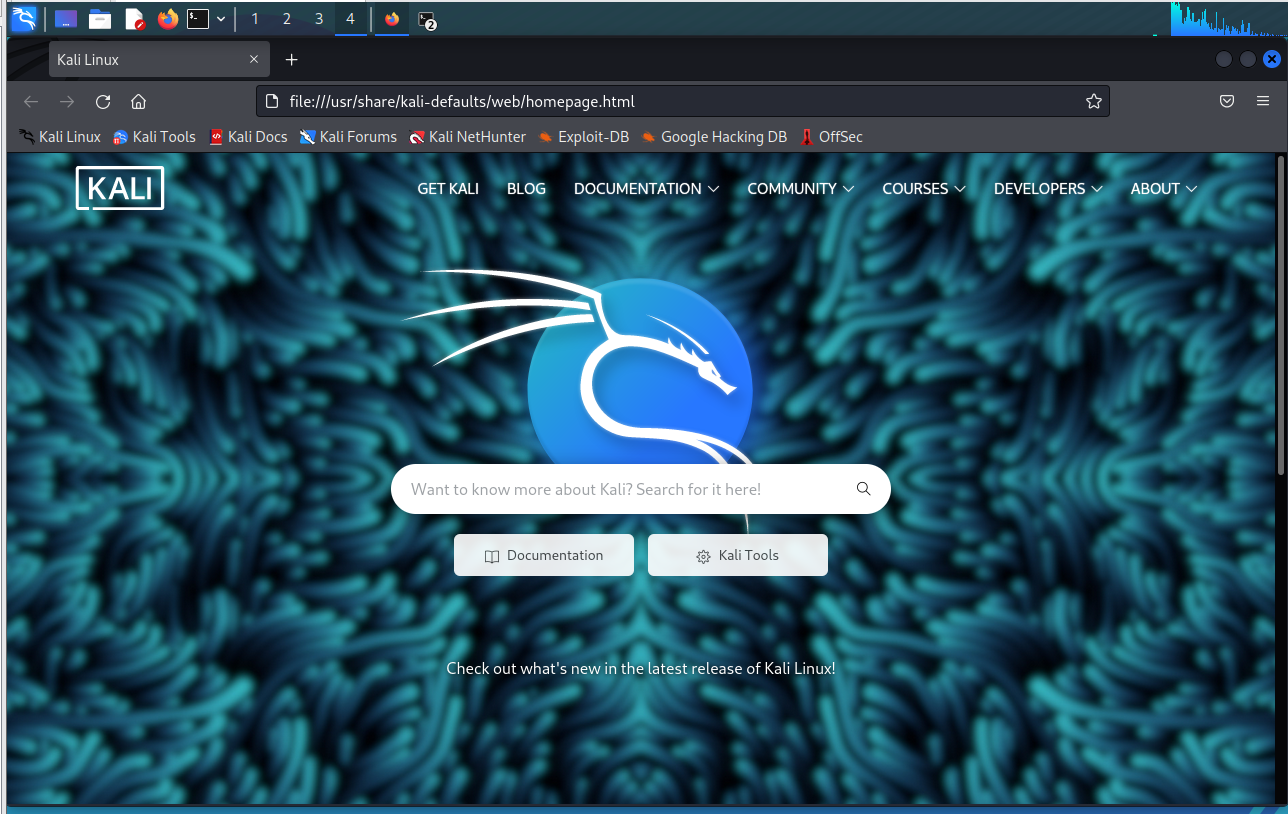 1 2 3 4 2
Kali Linux
file:///usr/share/kali-defaults/web/homepage.html
Kali Linux Kali Tools Kali Docs Kali Forums Kali NetHunter Exploit-DB Google Hacking DB OffSec
KALI GET KALI BLOG DOCUMENTATION COMMUNITY COURSES DEVELOPERS ABOUT
Want to know more about Kali? Search for it here!
Documentation Kali Tools
Check out what's new in the latest release of Kali Linux!